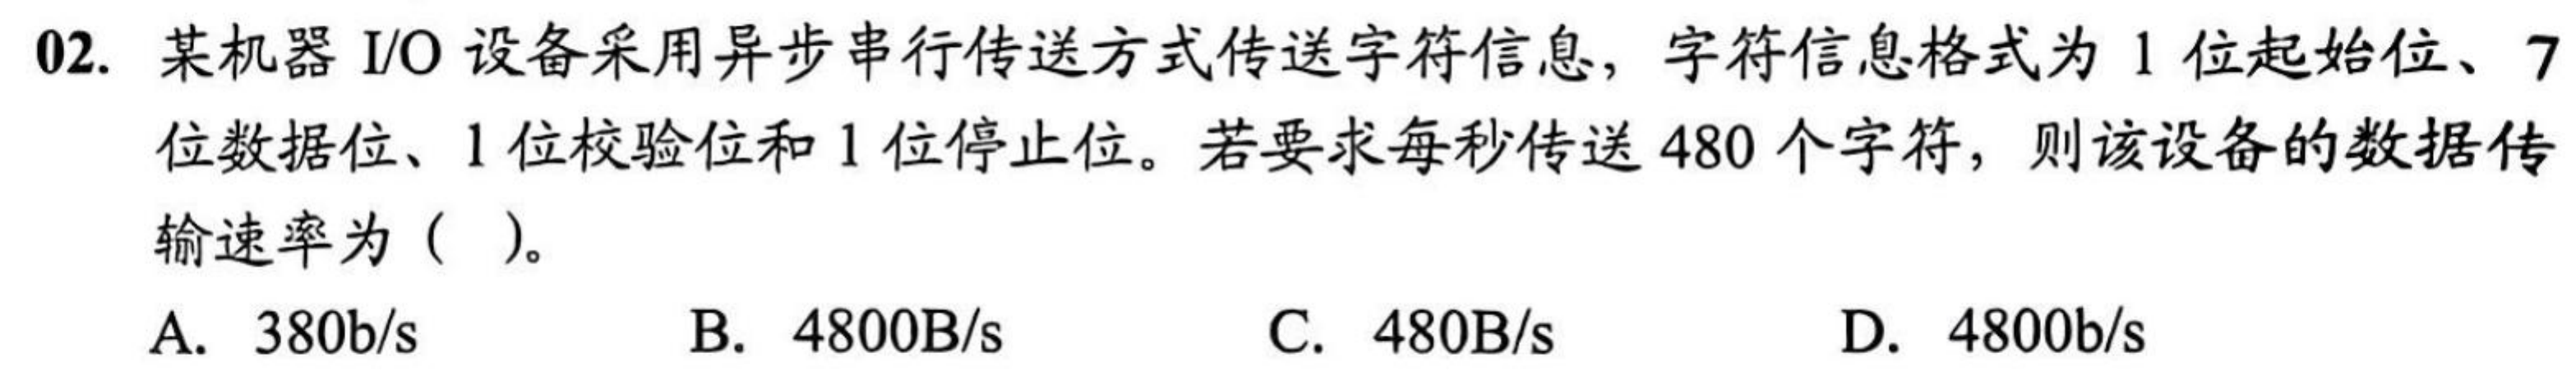 02. 某机器 I/O 设备采用异步串行传送方式传送字符信息，字符信息格式为 1 位起始位、7
位数据位、1 位校验位和 1 位停止位。若要求每秒传送 480 个字符，则该设备的数据传
输速率为（ ）。
A. 380b/s B. 4800B/s C. 480B/s D. 4800b/s